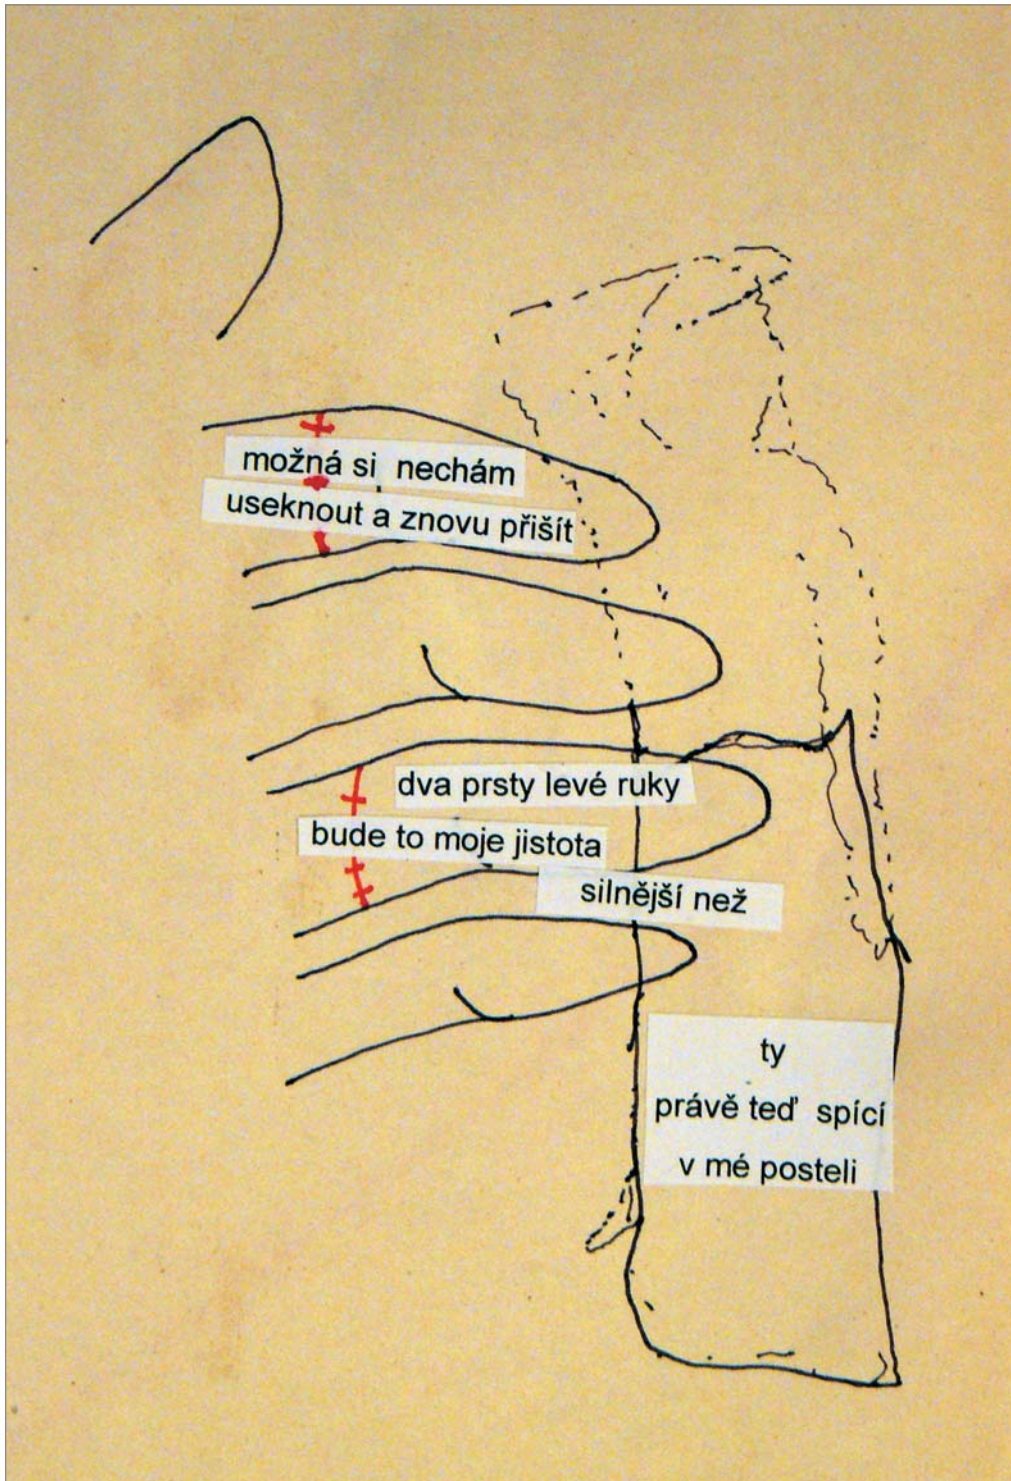 možná si nechám
useknout a znovu přišít
dva prsty levé ruky
bude to moje jistota
silnější než
ty
právě teď spící
v mé posteli